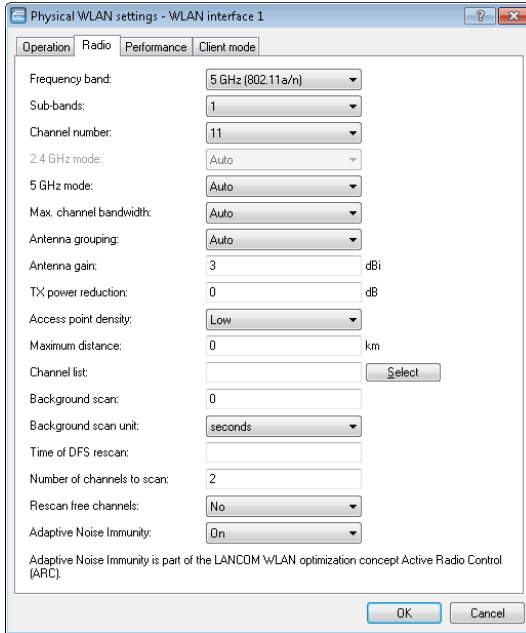 Physical WLAN settings - WLAN interface 1
Operation Radio Performance Client mode
Frequency band: 5 GHz (802.11a/n)
Sub-bands: 1
Channel number: 11
2.4 GHz mode: Auto
5 GHz mode: Auto
Max. channel bandwidth: Auto
Antenna grouping: Auto
Antenna gain: 3 dBi
TX power reduction: 0 dB
Access point density: Low
Maximum distance: 0 km
Channel list: Select
Background scan: 0
Background scan unit: seconds
Time of DFS rescan:
Number of channels to scan: 2
Rescan free channels: No
Adaptive Noise Immunity: On
Adaptive Noise Immunity is part of the LANCOM WLAN optimization concept Active Radio Control
(ARC).
OK Cancel